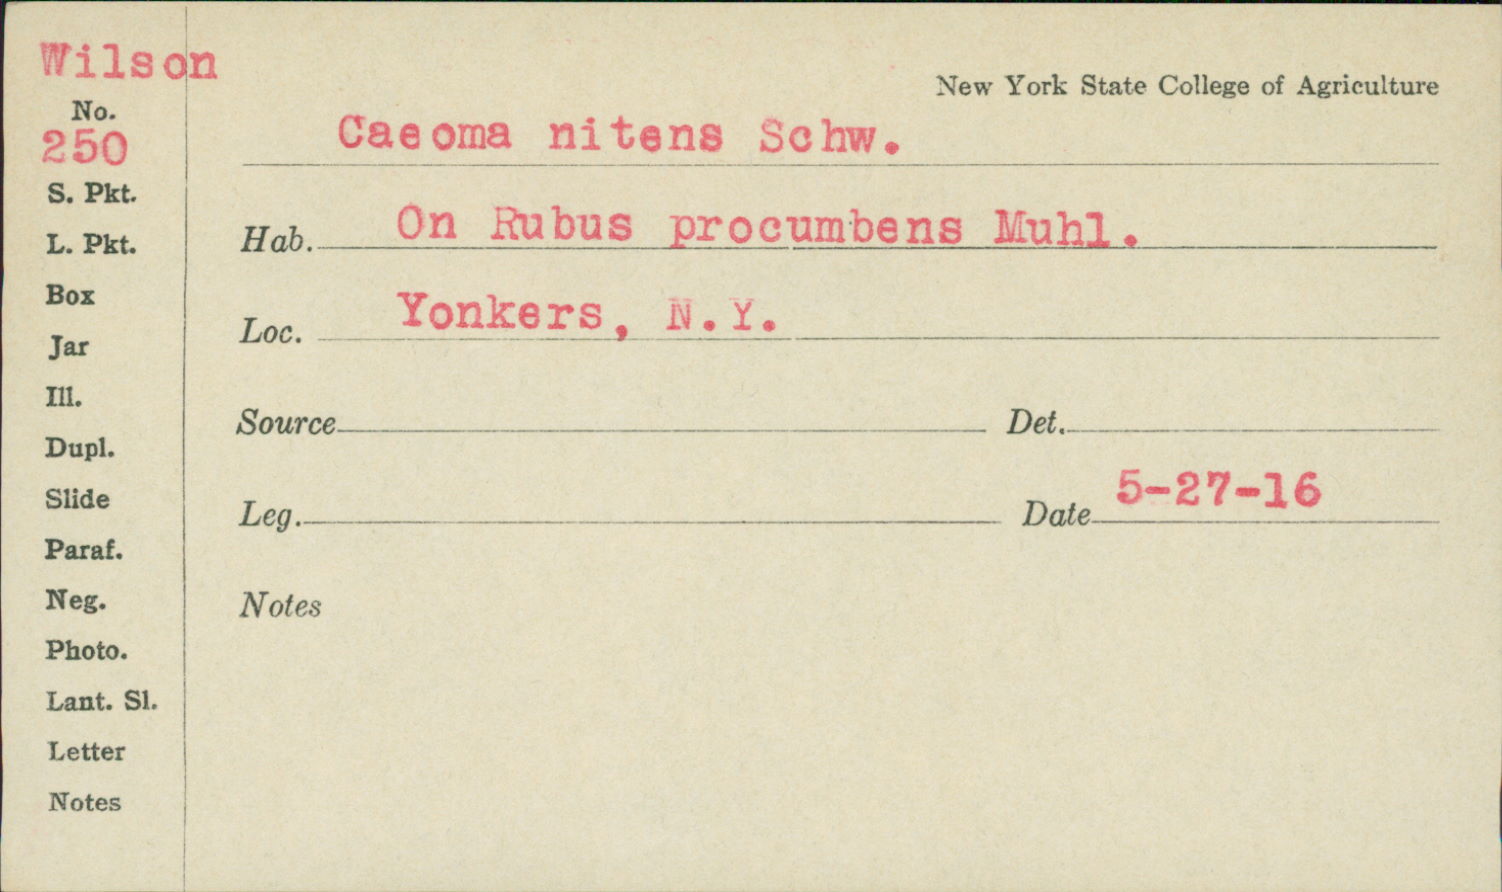 Wilson
New York State College of Agriculture
No.
250
Caeoma nitens Schw.
S. Pkt.
Hab. On Rubus procumbens Muhl.
L. Pkt.
Box
Loc. Yonkers, N.Y.
Jar
Ill.
Source Det.
Dupl.
Slide
Leg. Date 5-27-16
Paraf.
Neg.
Notes
Photo.
Lant. Sl.
Letter
Notes